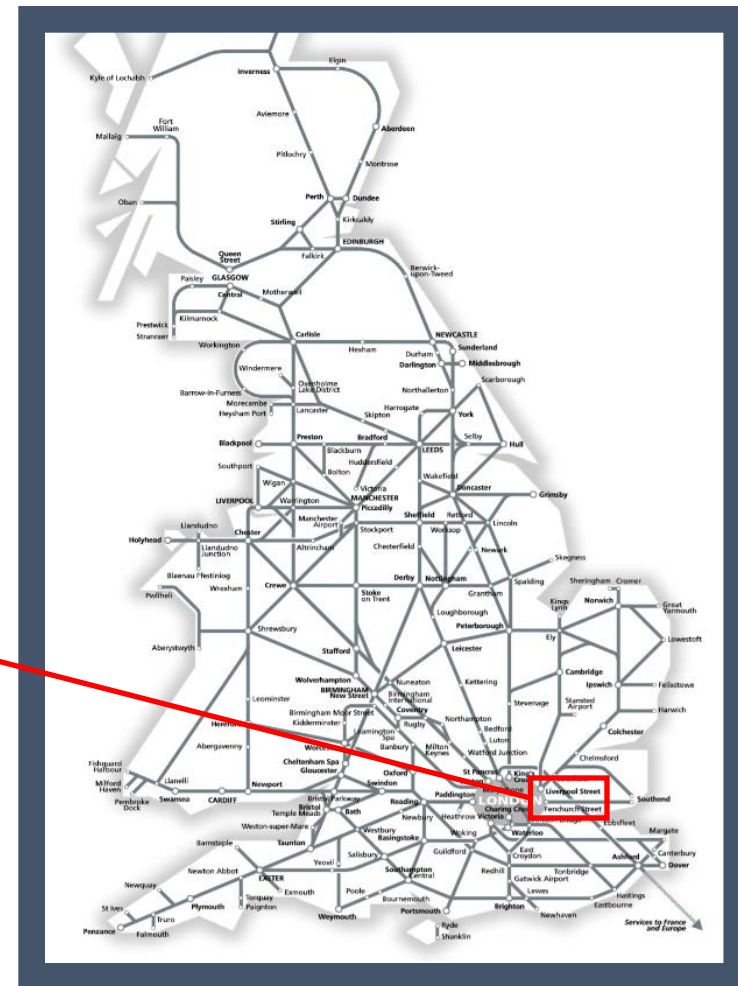 Elgin
Kyle of Lochalsh
Inverness
Aviemore
Fort
William
Mallaig
Aberdeen
Pitlochry
Montrose
Perth
Dundee
Oban
Kirkcaldy
Stirling
EDINBURGH
Queen
Street
Falkirk
Berwick-
upon-Tweed
Paisley
GLASGOW
Central
Motherwell
Kilmarnock
Prestwick
Stranraer
Carlisle
NEWCASTLE
Workington
Hexham
Sunderland
Durham
Darlington
Middlesbrough
Windermere
Oxenholme
Lake District
Scarborough
Barrow-in-Furness
Northallerton
Morecambe
Heysham Port
Lancaster
Harrogate
Skipton
York
Blackpool
Preston
Bradford
Selby
Hull
Blackburn
LEEDS
Southport
Huddersfield
Bolton
Wakefield
Wigan
Victoria
Doncaster
MANCHESTER
Piccadilly
Grimsby
LIVERPOOL
Warrington
Sheffield
Retford
Manchester
Airport
Lincoln
Llandudno
Stockport
Worksop
Holyhead
Chester
Llandudno
Junction
Altrincham
Chesterfield
Newark
Skegness
Blaenau Ffestiniog
Wrexham
Crewe
Stoke
on Trent
Derby
Nottingham
Grantham
Spalding
Sheringham
Cromer
Pwllheli
Kings
Lynn
Norwich
Great
Yarmouth
Loughborough
Shrewsbury
Peterborough
Ely
Lowestoft
Aberystwyth
Stafford
Leicester
Wolverhampton
Nuneaton
Kettering
Cambridge
BIRMINGHAM
New Street
Birmingham
International
Ipswich
Felixstowe
Leominster
Coventry
Stevenage
Stansted
Airport
Harwich
Birmingham Moor Street
Kidderminster
Rugby
Northampton
Hereford
Leamington
Spa
Bedford
Colchester
Abergavenny
Worcester
Banbury
Milton
Keynes
Luton
Watford Junction
Chelmsford
Fishguard
Harbour
Cheltenham Spa
Gloucester
Oxford
St Pancras
King's
Milford
Haven
Llanelli
Newport
Swindon
Liverpool Street
Pembroke
Dock
Swansea
CARDIFF
Bristol Parkway
Reading
Paddington
LONDON
Southend
Bristol
Temple Meads
Bath
Charing Cross
Fenchurch Street
Weston-super-Mare
Newbury
Heathrow
Victoria
Ebbsfleet
Westbury
Basingstoke
Woking
Waterloo
Margate
Barnstaple
Taunton
Yeovil
Salisbury
Guildford
East
Croydon
Canterbury
Newton Abbot
EXETER
Southampton
Central
Redhill
Tonbridge
Ashford
Dover
Gatwick Airport
Newquay
Exmouth
Poole
Lewes
Hastings
St Ives
Plymouth
Torquay
Paignton
Bournemouth
Eastbourne
Truro
Weymouth
Portsmouth
Brighton
Newhaven
Penzance
Falmouth
Ryde
Shanklin
Services to France
and Europe